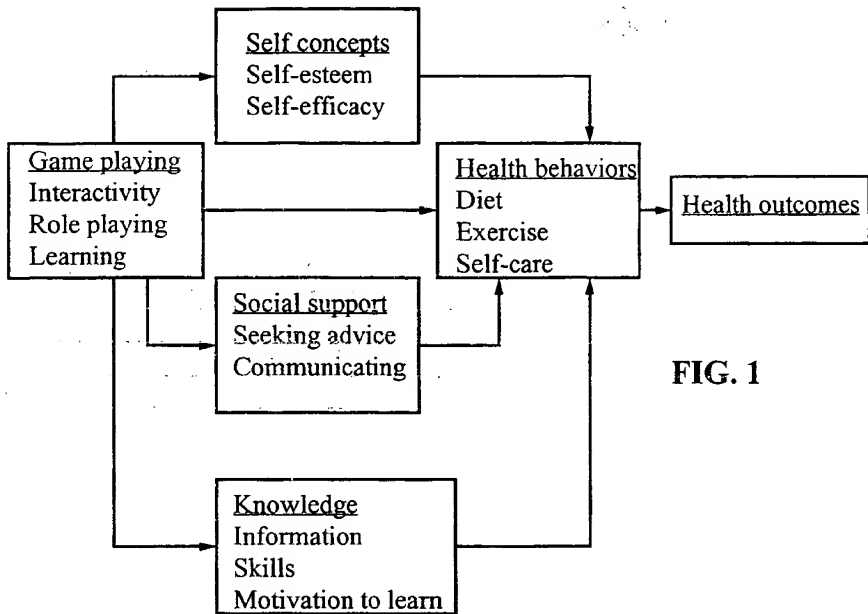 Self concepts
Self-esteem
Self-efficacy
Game playing
Interactivity
Role playing
Learning
Health behaviors
Diet
Exercise
Self-care
Health outcomes
Social support
Seeking advice
Communicating
FIG. 1
Knowledge
Information
Skills
Motivation to learn